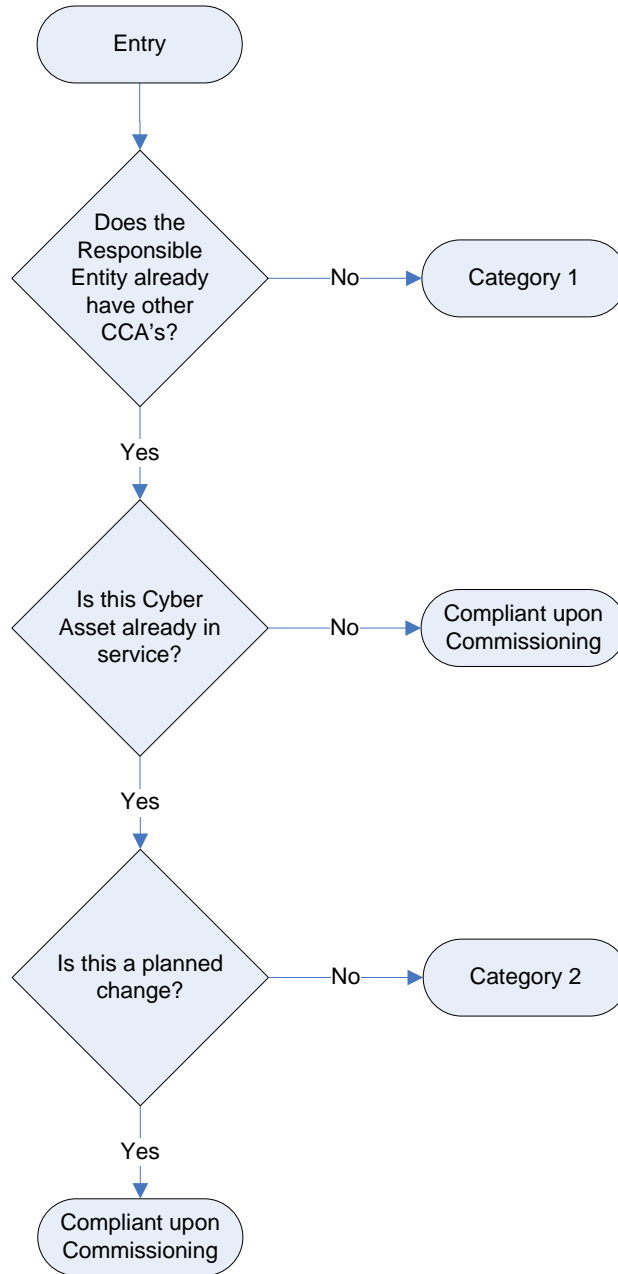 Entry
Does the
Responsible
Entity already
have other
CCA's?
No
Category 1
Yes
Is this Cyber
Asset already in
service?
No
Compliant upon
Commissioning
Yes
Is this a planned
change?
No
Category 2
Yes
Compliant upon
Commissioning